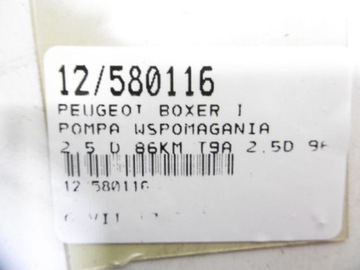 12/580116
PEUGEOT BOXER I
POMPA WSPOMAGANIA
2.5 D 86KM T9A 2.5D
12 580116